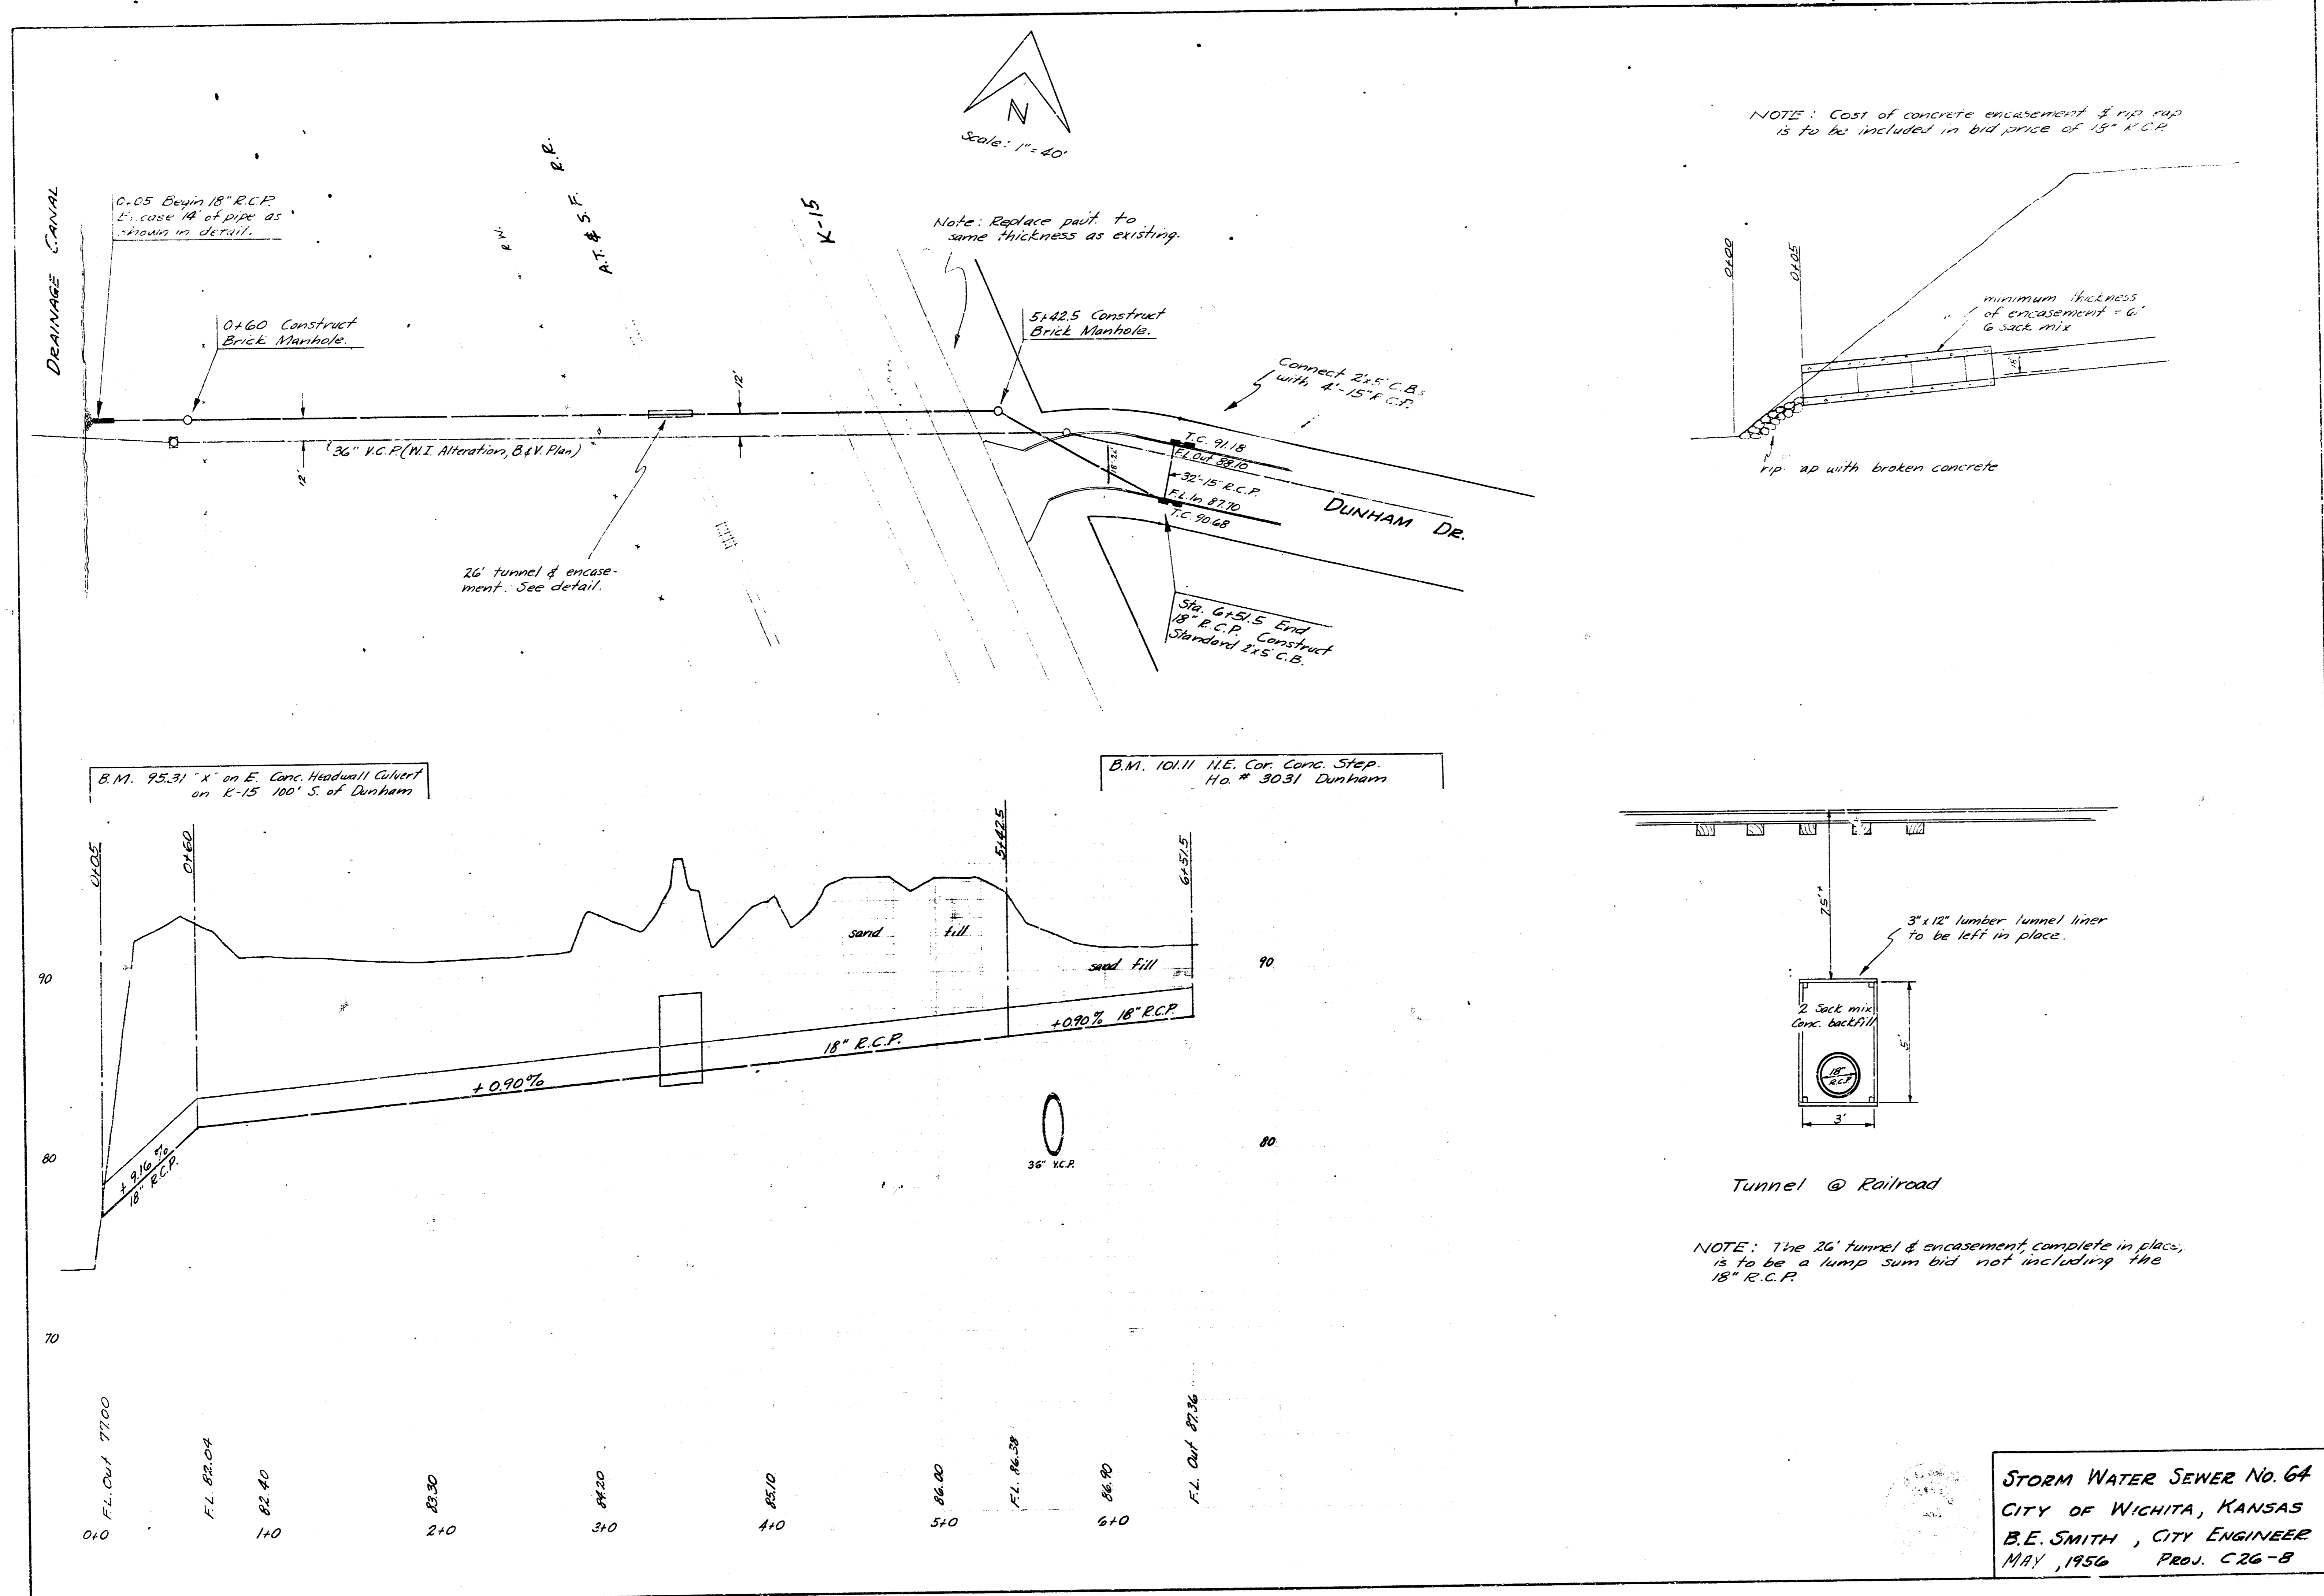 N
Scale: 1"=40'
NOTE: Cost of concrete encasement & rip rap
is to be included in bid price of 18" R.C.P.
DRAINAGE CANAL
0+05 Begin 18" R.C.P.
Encase 14' of pipe as
shown in detail.
0+60 Construct
Brick Manhole.
R.W.
A.T. & S.F. R.R.
K-15
Note: Replace pav't. to
same thickness as existing.
5+42.5 Construct
Brick Manhole.
Connect 2'x5' C.B.s
with 4'-15" R.C.P.
12'
12'
36" V.C.P. (W.I. Alteration, B.&V. Plan)
T.C. 91.18
F.L. Out 88.10
32'-15" R.C.P.
F.L. In 87.70
T.C. 90.68
DUNHAM DR.
26' tunnel & encase-
ment. See detail.
Sta. 6+51.5 End
18" R.C.P. Construct
Standard 2'x5' C.B.
0+00
0+05
minimum thickness
of encasement = 6"
6 sack mix
rip ap with broken concrete
B.M. 95.31 "X" on E. Conc. Headwall Culvert
on K-15 100' S. of Dunham
B.M. 101.11 N.E. Cor. Conc. Step.
Ho. # 3031 Dunham
0+05
0+60
5+42.5
6+51.5
90
sand fill
sand fill
90
+0.90% 18" R.C.P.
18" R.C.P.
+0.90%
80
+9.16%
18" R.C.P.
36" V.C.P.
80
70
F.L. Out 77.00
F.L. 82.04
82.40
83.30
84.20
85.10
86.00
F.L. 86.38
86.90
F.L. Out 87.36
0+0
1+0
2+0
3+0
4+0
5+0
6+0
3" x 12" lumber tunnel liner
to be left in place.
2 Sack mix
Conc. backfill
18"
R.C.P.
5'
3'
Tunnel @ Railroad
NOTE: The 26' tunnel & encasement, complete in place,
is to be a lump sum bid not including the
18" R.C.P.
STORM WATER SEWER No. 64
CITY OF WICHITA, KANSAS
B.E. SMITH , CITY ENGINEER
MAY , 1956 PROJ. C26-8